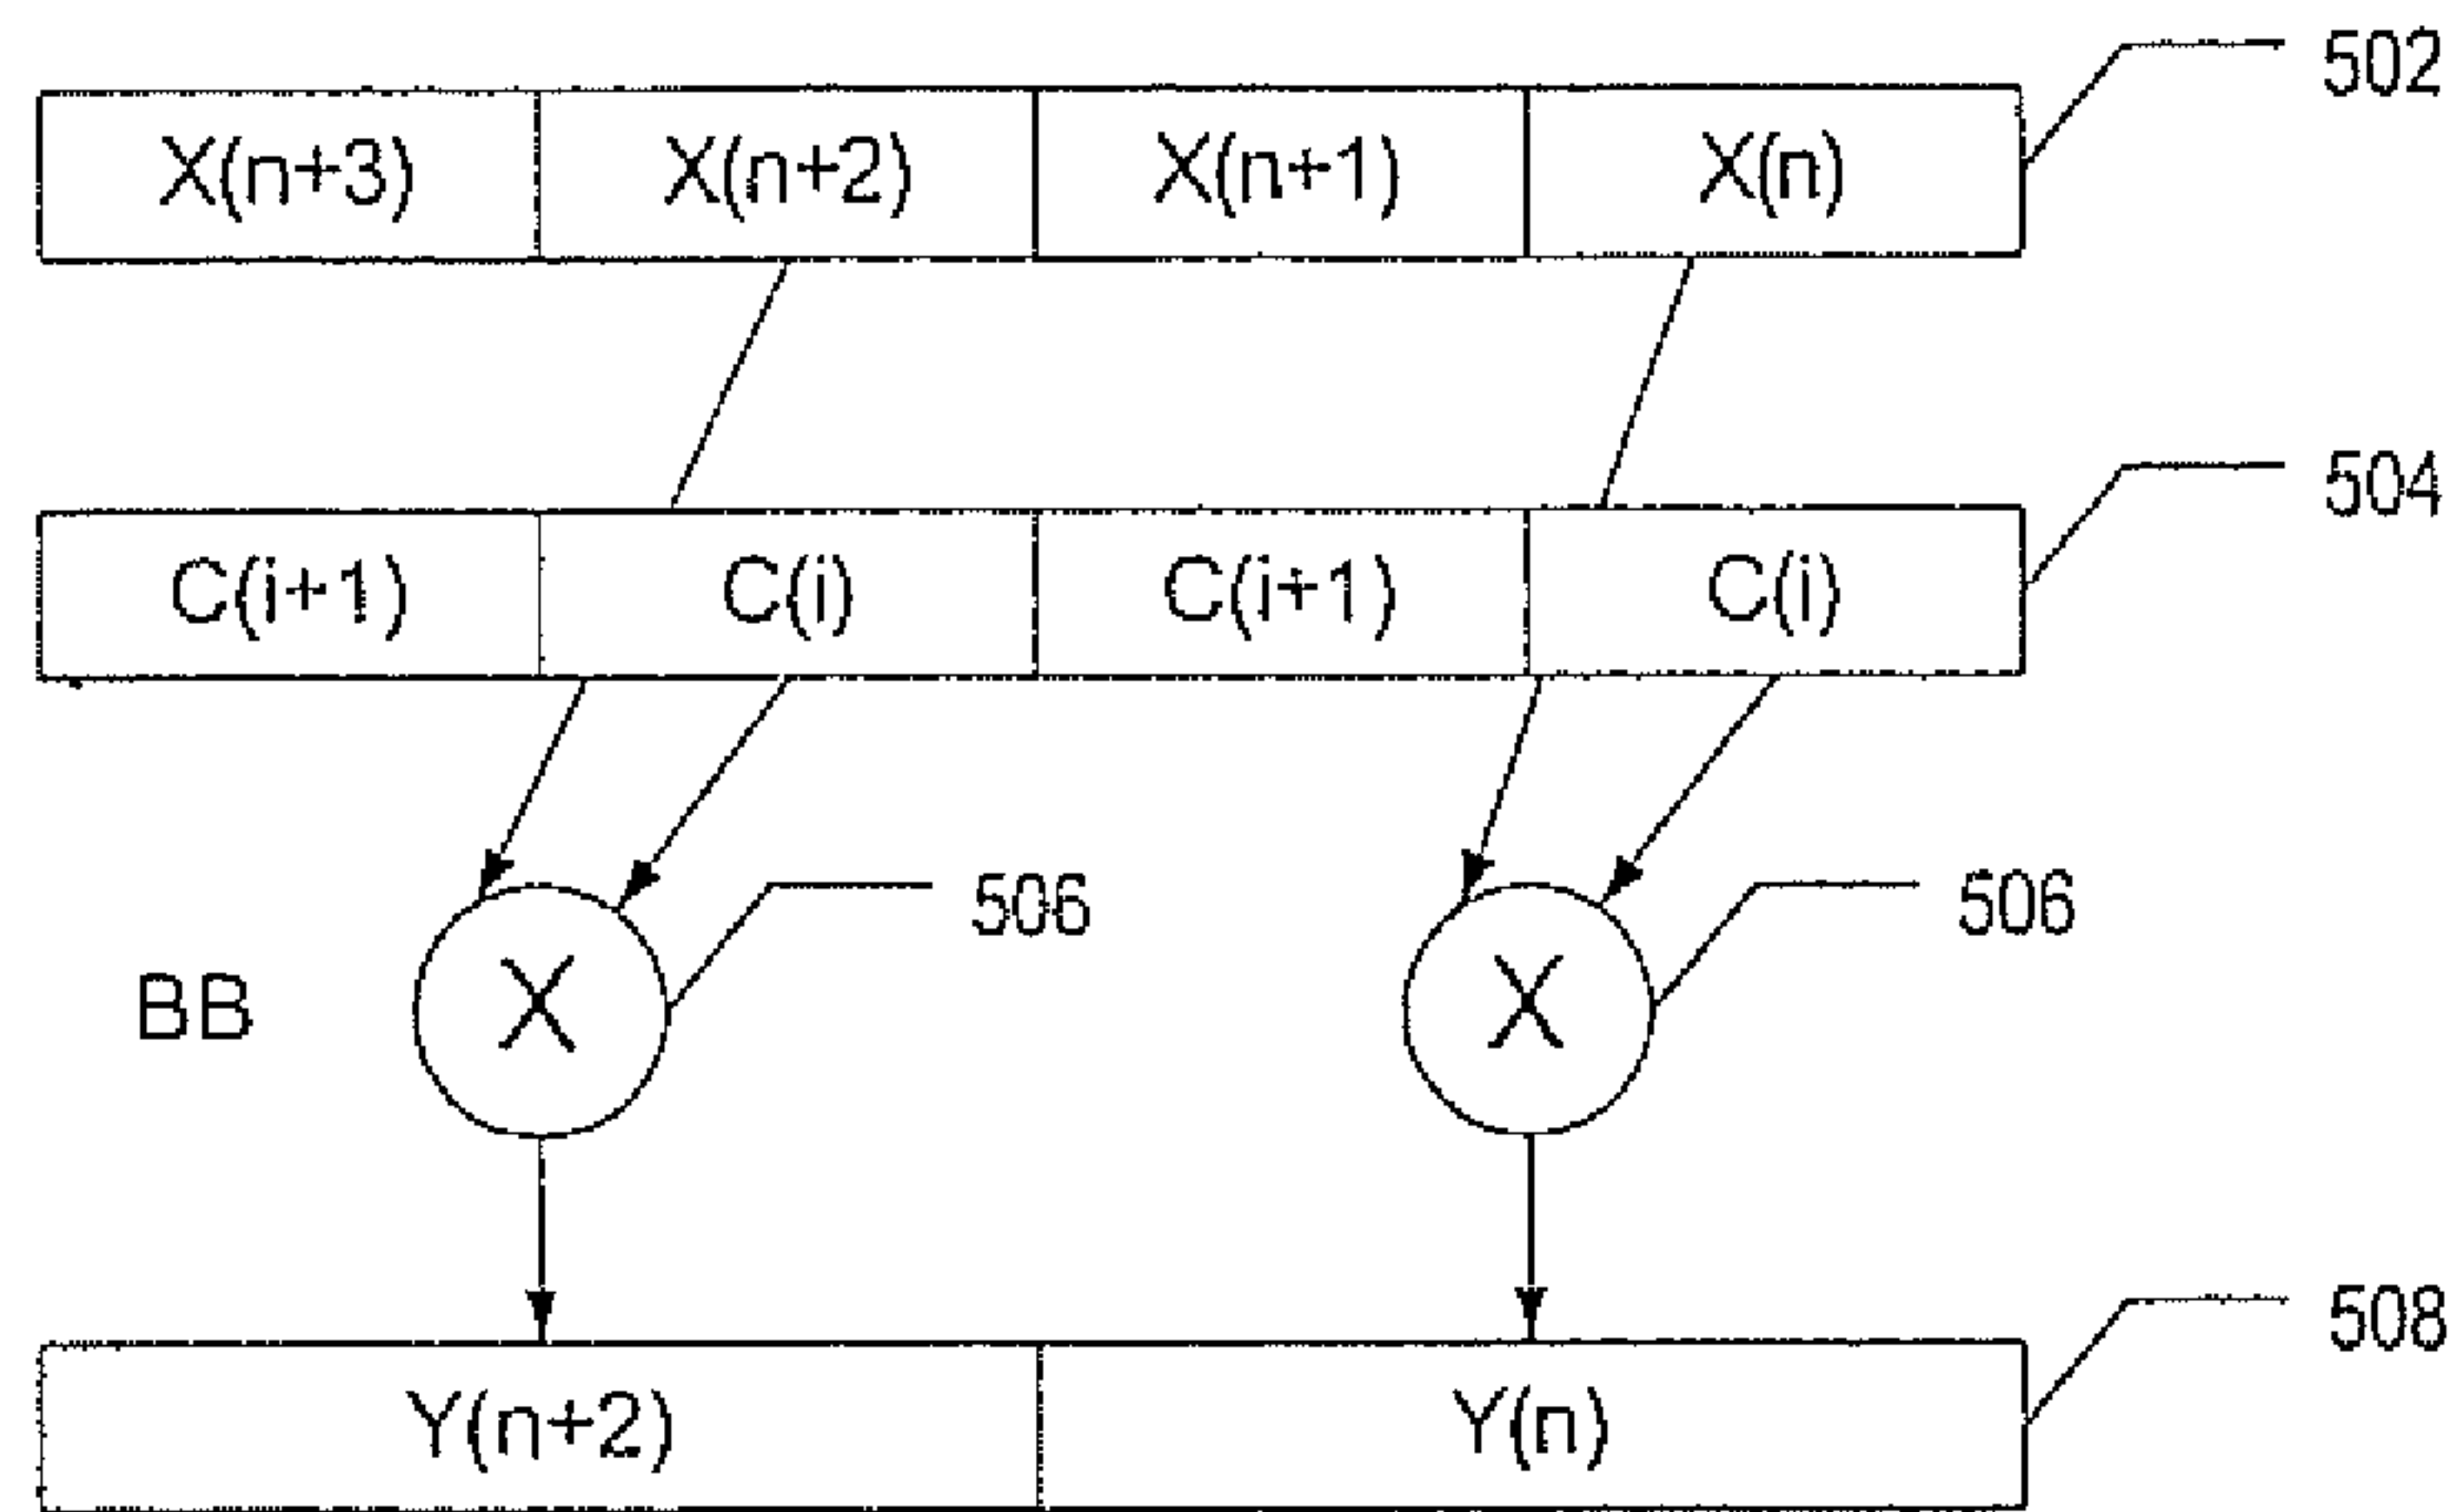 502
X(n+3) X(n+2) X(n+1) X(n)
504
C(i+1) C(i) C(i+1) C(i)
506 506
BB X X
508
Y(n+2) Y(n)